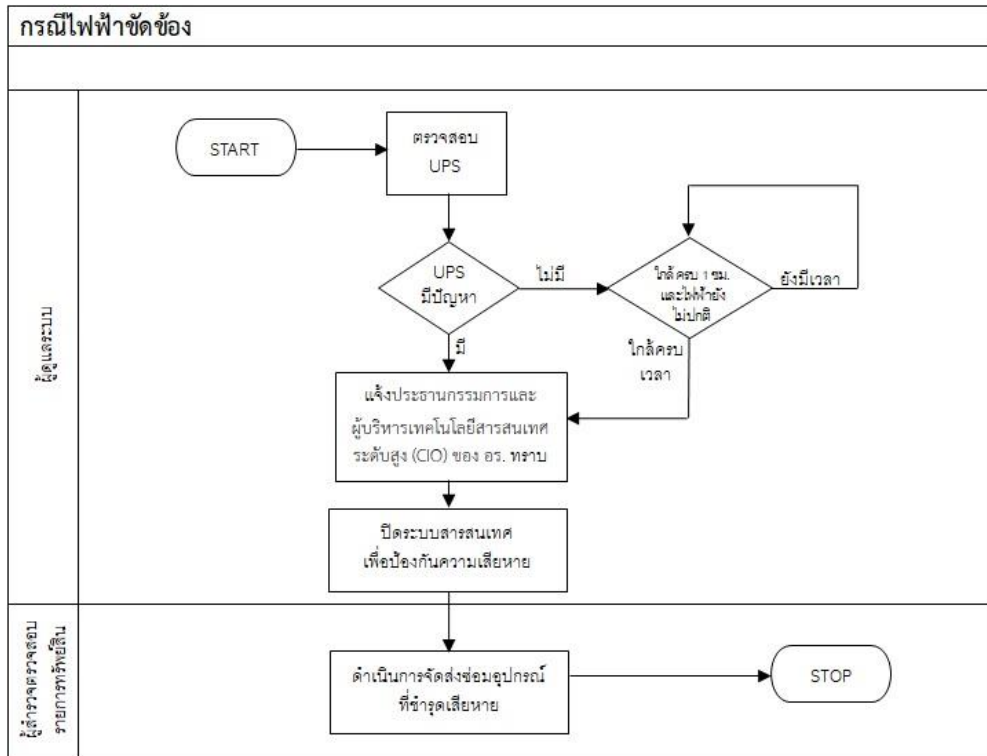 กรณีไฟฟ้าขัดข้อง
ผู้ดูแลระบบ
START
ตรวจสอบ
UPS
UPS
มีปัญหา
ไม่มี
ใกล้ครบ 1 ชม.
และไฟฟ้ายัง
ไม่ปกติ
ยังมีเวลา
มี
ใกล้ครบ
เวลา
แจ้งประธานกรรมการและ
ผู้บริหารเทคโนโลยีสารสนเทศ
ระดับสูง (CIO) ของ อร. ทราบ
ปิดระบบสารสนเทศ
เพื่อป้องกันความเสียหาย
ผู้สำรวจตรวจสอบ
รายการทรัพย์สิน
ดำเนินการจัดส่งซ่อมอุปกรณ์
ที่ชำรุดเสียหาย
STOP